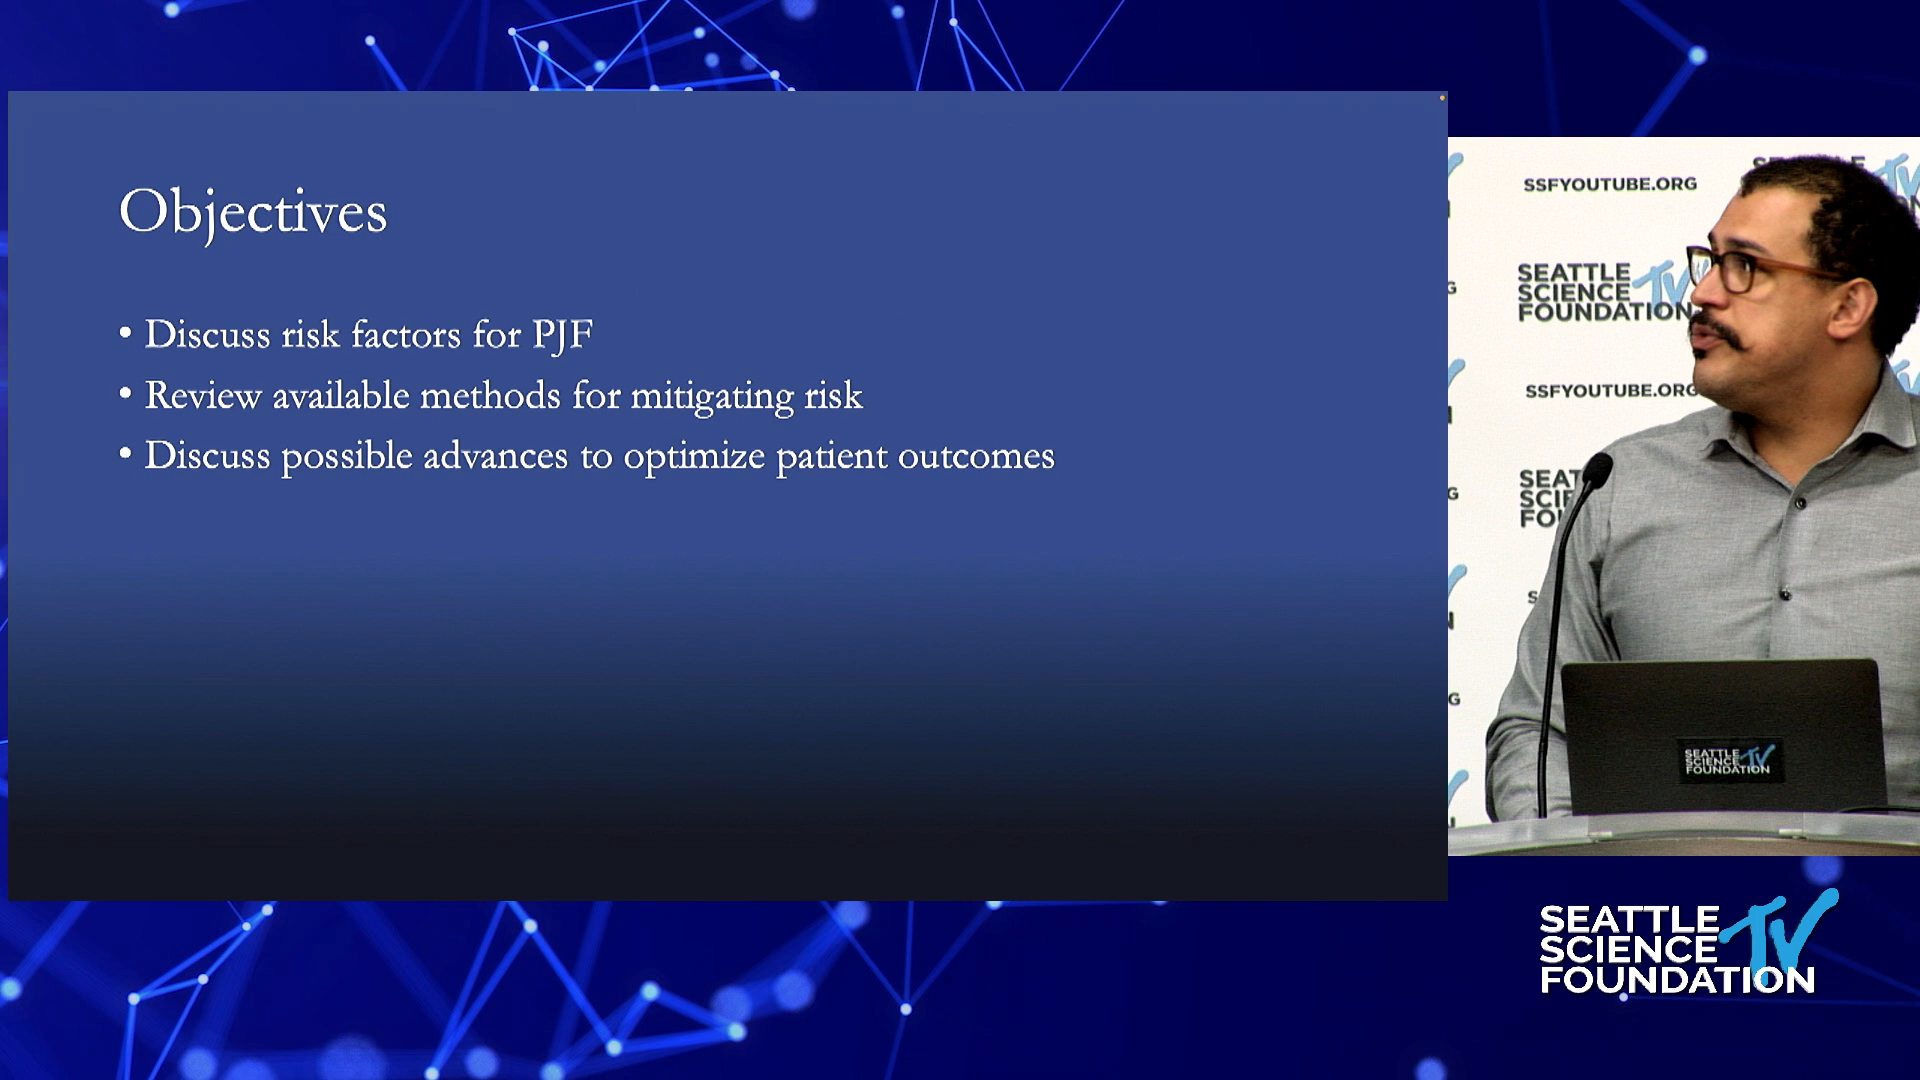 Objectives
• Discuss risk factors for PJF
• Review available methods for mitigating risk
• Discuss possible advances to optimize patient outcomes
SSFYOUTUBE.ORG
SEATTLE
SCIENCE TV
FOUNDATION
SSFYOUTUBE.ORG
SEATTLE
SCIENCE TV
FOUNDATION
SEATTLE
SCIENCE TV
FOUNDATION